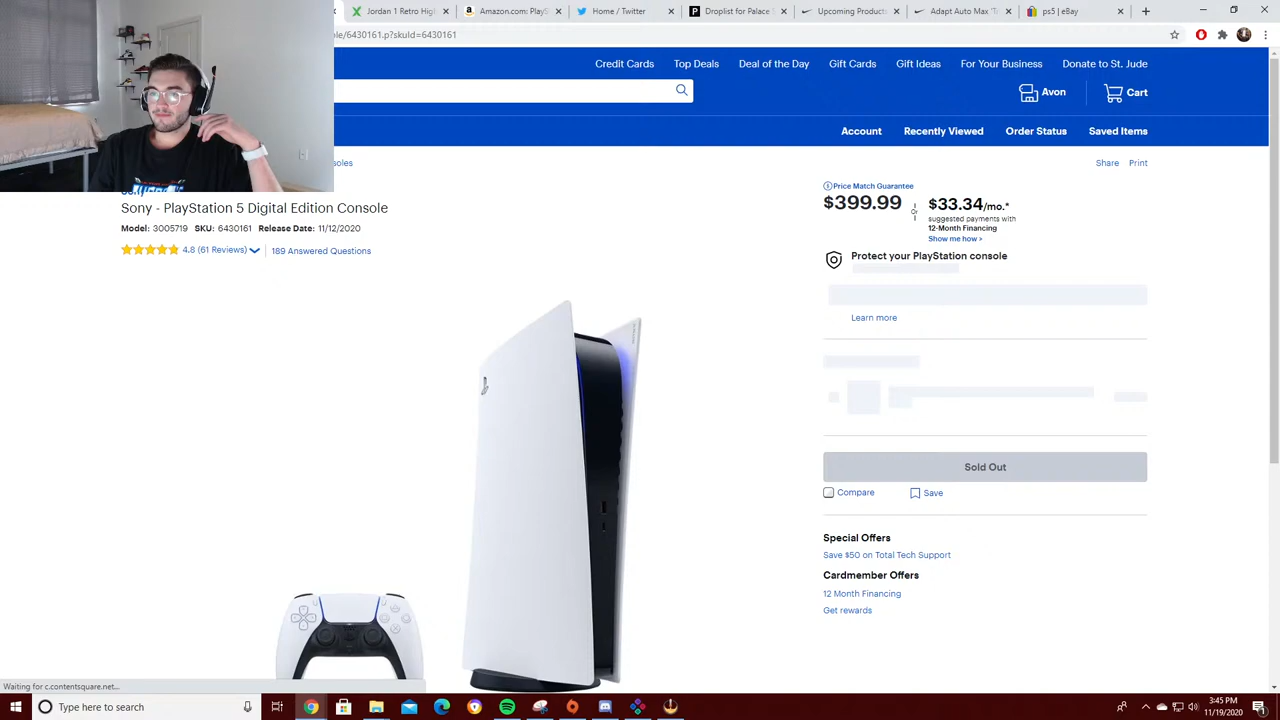 Jordan 1 Retro High
Amazon.com: PlayS
Home / Twitter
Droplist for Palace S
Upcoming Produc
Adapt Auto Max Tr
ps5 | eBay
le/6430161.p?skuId=6430161
Credit Cards
Top Deals
Deal of the Day
Gift Cards
Gift Ideas
For Your Business
Donate to St. Jude
Avon
Cart
Account
Recently Viewed
Order Status
Saved Items
soles
Share
Print
Sony - PlayStation 5 Digital Edition Console
Model: 3005719 SKU: 6430161 Release Date: 11/12/2020
4.8 (61 Reviews)
189 Answered Questions
Price Match Guarantee
$399.99
or
$33.34/mo.*
suggested payments with
12-Month Financing
Show me how >
Protect your PlayStation console
Learn more
Sold Out
Compare
Save
Special Offers
Save $50 on Total Tech Support
Cardmember Offers
12 Month Financing
Get rewards
Waiting for c.contentsquare.net...
Type here to search
3:45 PM
11/19/2020